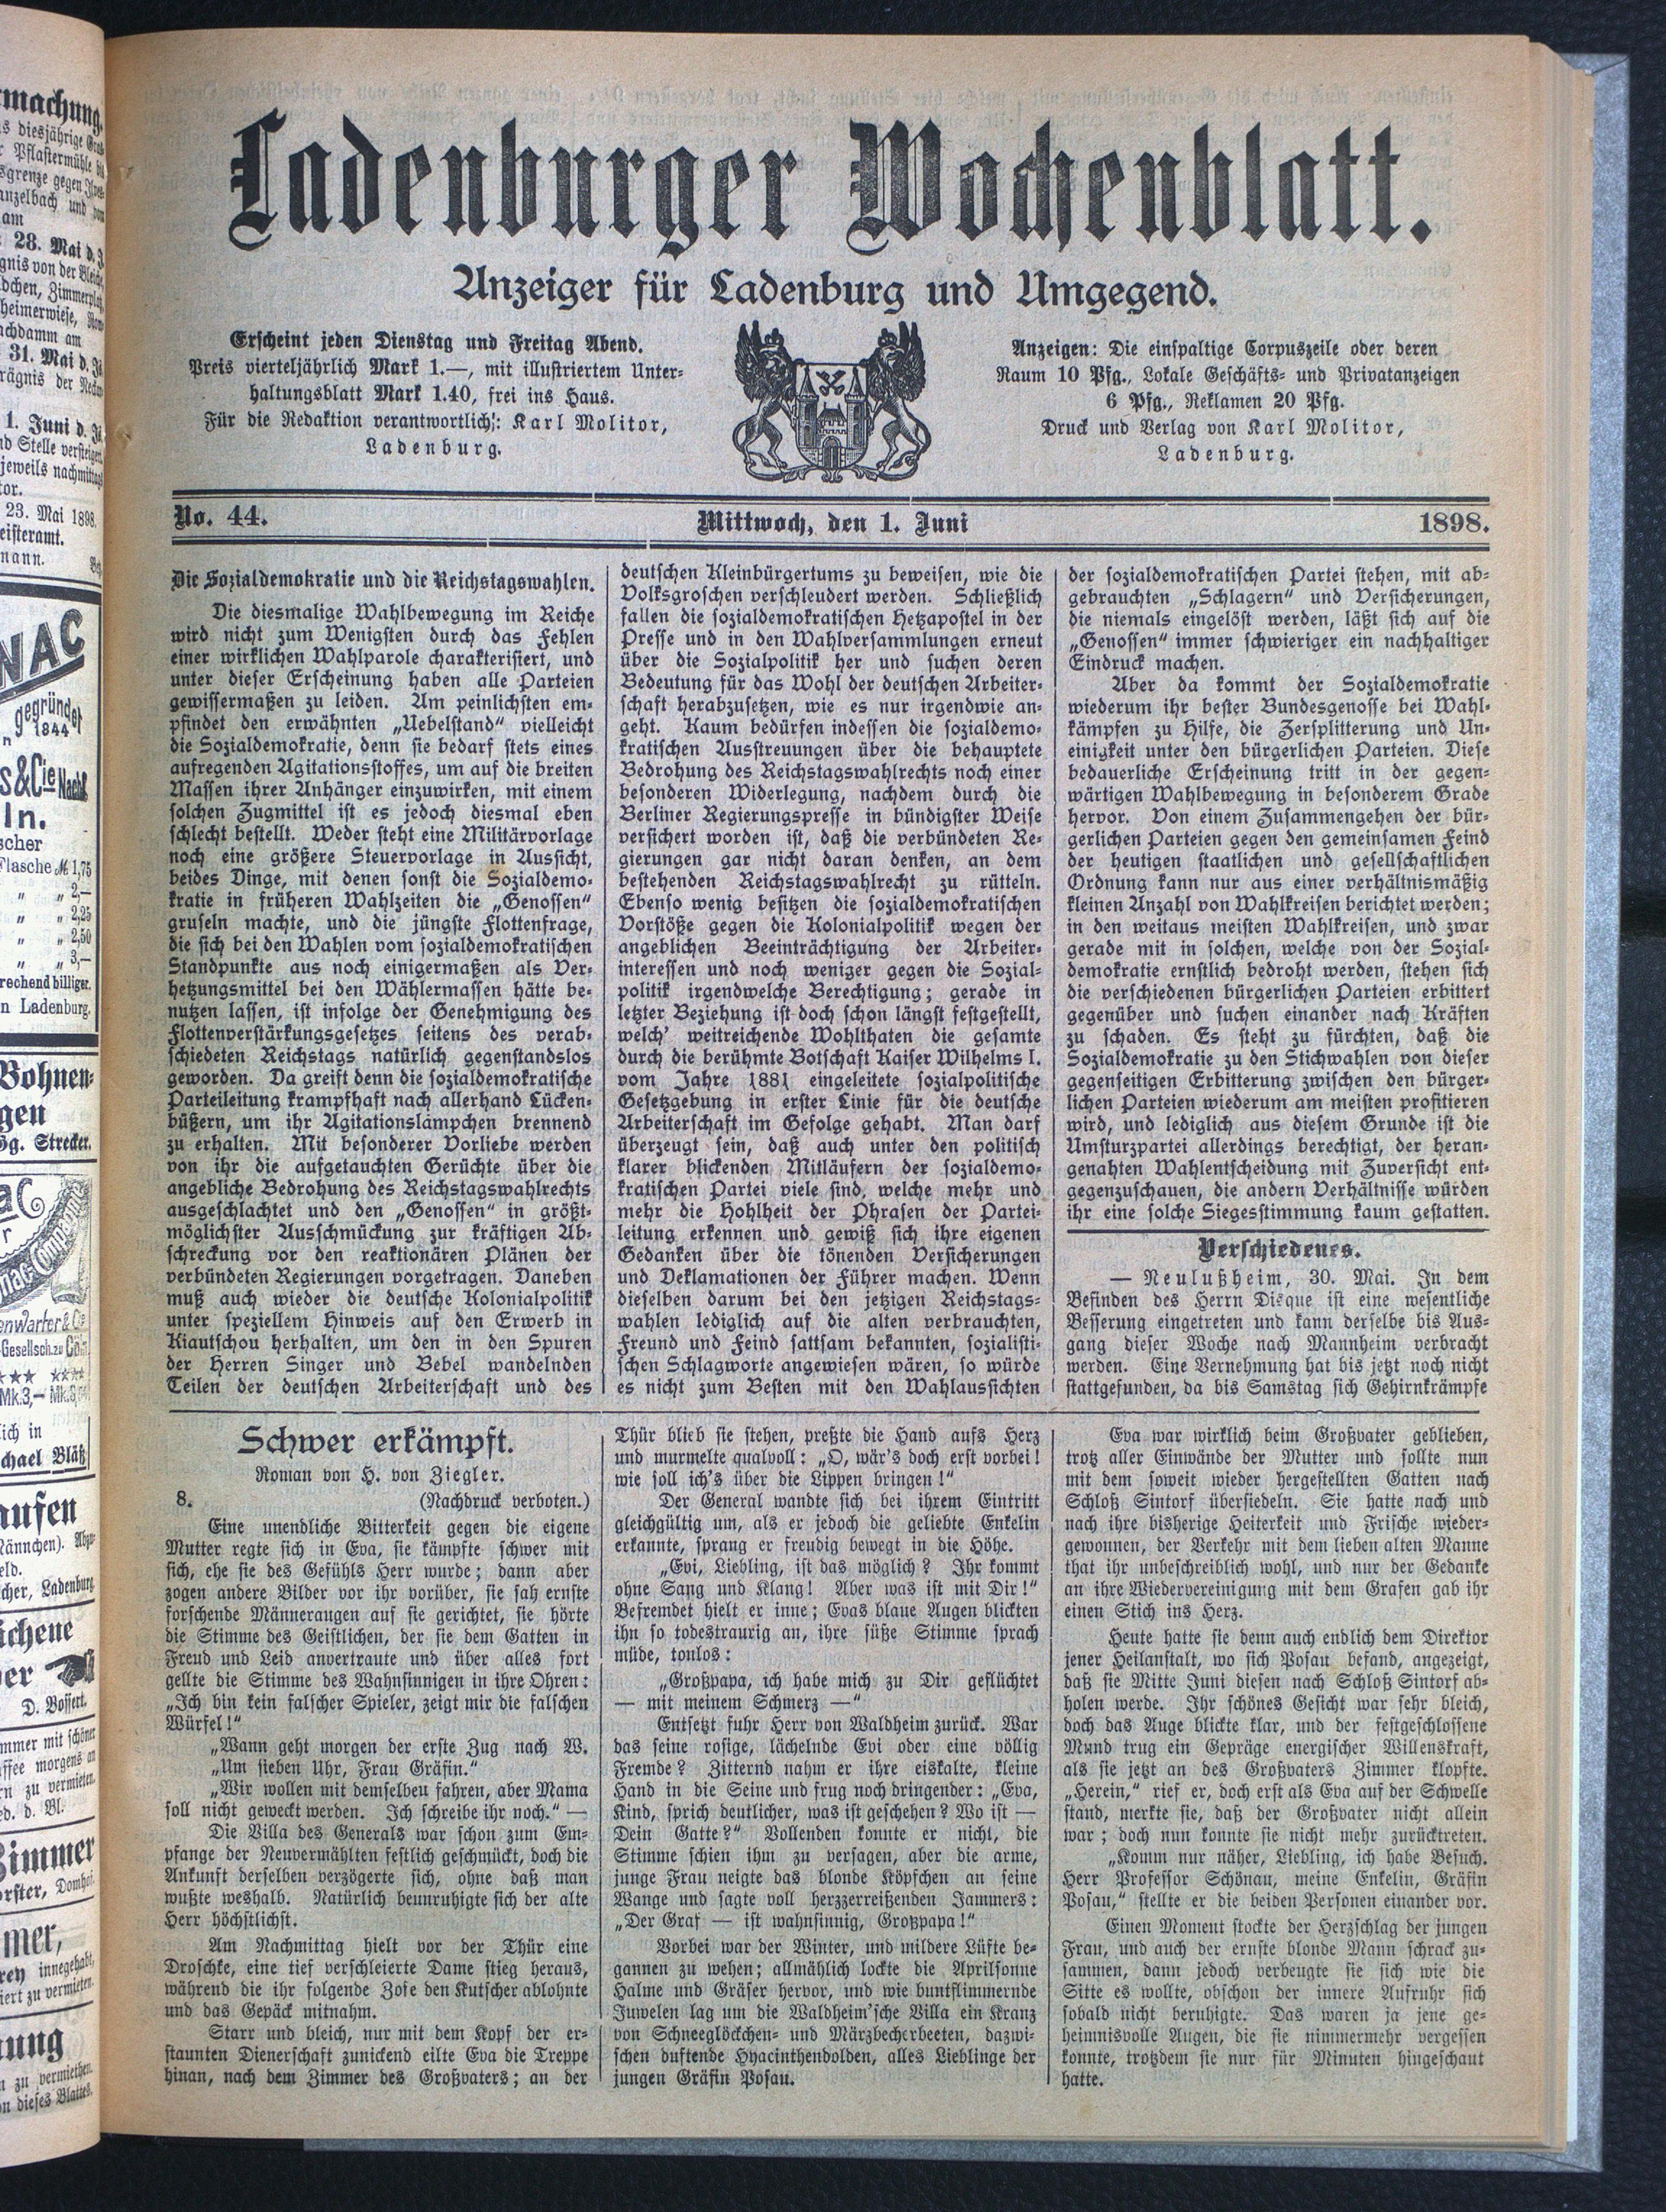 Ladenburger Wochenblatt.
Anzeiger für Ladenburg und Umgegend.
Erscheint jeden Dienstag und Freitag Abend.
Preis vierteljährlich Mark 1.—, mit illustriertem Unter-
haltungsblatt Mark 1.40, frei ins Haus.
Für die Redaktion verantwortlich: Karl Molitor,
Ladenburg.
Anzeigen: Die einspaltige Corpuszeile oder deren
Raum 10 Pfg., Lokale Geschäfts- und Privatanzeigen
6 Pfg., Reklamen 20 Pfg.
Druck und Verlag von Karl Molitor,
Ladenburg.
No. 44.
Mittwoch, den 1. Juni
1898.
Die Sozialdemokratie und die Reichstagswahlen.
Die diesmalige Wahlbewegung im Reiche
wird nicht zum Wenigsten durch das Fehlen
einer wirklichen Wahlparole charakterisiert, und
unter dieser Erscheinung haben alle Parteien
gewissermaßen zu leiden. Am peinlichsten em-
pfindet den erwähnten „Uebelstand“ vielleicht
die Sozialdemokratie, denn sie bedarf stets eines
aufregenden Agitationsstoffes, um auf die breiten
Massen ihrer Anhänger einzuwirken, mit einem
solchen Zugmittel ist es jedoch diesmal eben
schlecht bestellt. Weder steht eine Militärvorlage
noch eine größere Steuervorlage in Aussicht,
beides Dinge, mit denen sonst die Sozialdemo-
kratie in früheren Wahlzeiten die „Genossen“
gruseln machte, und die jüngste Flottenfrage,
die sich bei den Wahlen vom sozialdemokratischen
Standpunkte aus noch einigermaßen als Ver-
hetzungsmittel bei den Wählermassen hätte be-
nutzen lassen, ist infolge der Genehmigung des
Flottenverstärkungsgesetzes seitens des verab-
schiedeten Reichstags natürlich gegenstandslos
geworden. Da greift denn die sozialdemokratische
Parteileitung krampfhaft nach allerhand Lücken-
büßern, um ihr Agitationslämpchen brennend
zu erhalten. Mit besonderer Vorliebe werden
von ihr die aufgetauchten Gerüchte über die
angebliche Bedrohung des Reichstagswahlrechts
ausgeschlachtet und den „Genossen“ in größt-
möglichster Ausschmückung zur kräftigen Ab-
schreckung vor den reaktionären Plänen der
verbündeten Regierungen vorgetragen. Daneben
muß auch wieder die deutsche Kolonialpolitik
unter speziellem Hinweis auf den Erwerb in
Kiautschou herhalten, um den in den Spuren
der Herren Singer und Bebel wandelnden
Teilen der deutschen Arbeiterschaft und des
deutschen Kleinbürgertums zu beweisen, wie die
Volksgroschen verschleudert werden. Schließlich
fallen die sozialdemokratischen Hetzapostel in der
Presse und in den Wahlversammlungen erneut
über die Sozialpolitik her und suchen deren
Bedeutung für das Wohl der deutschen Arbeiter-
schaft herabzusetzen, wie es nur irgendwie an-
geht. Kaum bedürfen indessen die sozialdemo-
kratischen Ausstreuungen über die behauptete
Bedrohung des Reichstagswahlrechts noch einer
besonderen Widerlegung, nachdem durch die
Berliner Regierungspresse in bündigster Weise
versichert worden ist, daß die verbündeten Re-
gierungen gar nicht daran denken, an dem
bestehenden Reichstagswahlrecht zu rütteln.
Ebenso wenig besitzen die sozialdemokratischen
Vorstöße gegen die Kolonialpolitik wegen der
angeblichen Beeinträchtigung der Arbeiter-
interessen und noch weniger gegen die Sozial-
politik irgendwelche Berechtigung; gerade in
letzter Beziehung ist doch schon längst festgestellt,
welch' weitreichende Wohlthaten die gesamte
durch die berühmte Botschaft Kaiser Wilhelms I.
vom Jahre 1881 eingeleitete sozialpolitische
Gesetzgebung in erster Linie für die deutsche
Arbeiterschaft im Gefolge gehabt. Man darf
überzeugt sein, daß auch unter den politisch
klarer blickenden Mitläufern der sozialdemo-
kratischen Partei viele sind, welche mehr und
mehr die Hohlheit der Phrasen der Partei-
leitung erkennen und gewiß sich ihre eigenen
Gedanken über die tönenden Versicherungen
und Deklamationen der Führer machen. Wenn
dieselben darum bei den jetzigen Reichstags-
wahlen lediglich auf die alten verbrauchten,
Freund und Feind sattsam bekannten, sozialisti-
schen Schlagworte angewiesen wären, so würde
es nicht zum Besten mit den Wahlaussichten
der sozialdemokratischen Partei stehen, mit ab-
gebrauchten „Schlagern“ und Versicherungen,
die niemals eingelöst werden, läßt sich auf die
„Genossen“ immer schwieriger ein nachhaltiger
Eindruck machen.
Aber da kommt der Sozialdemokratie
wiederum ihr bester Bundesgenosse bei Wahl-
kämpfen zu Hilfe, die Zersplitterung und Un-
einigkeit unter den bürgerlichen Parteien. Diese
bedauerliche Erscheinung tritt in der gegen-
wärtigen Wahlbewegung in besonderem Grade
hervor. Von einem Zusammengehen der bür-
gerlichen Parteien gegen den gemeinsamen Feind
der heutigen staatlichen und gesellschaftlichen
Ordnung kann nur aus einer verhältnismäßig
kleinen Anzahl von Wahlkreisen berichtet werden;
in den weitaus meisten Wahlkreisen, und zwar
gerade mit in solchen, welche von der Sozial-
demokratie ernstlich bedroht werden, stehen sich
die verschiedenen bürgerlichen Parteien erbittert
gegenüber und suchen einander nach Kräften
zu schaden. Es steht zu fürchten, daß die
Sozialdemokratie zu den Stichwahlen von dieser
gegenseitigen Erbitterung zwischen den bürger-
lichen Parteien wiederum am meisten profitieren
wird, und lediglich aus diesem Grunde ist die
Umsturzpartei allerdings berechtigt, der heran-
genahten Wahlentscheidung mit Zuversicht ent-
gegenzuschauen, die andern Verhältnisse würden
ihr eine solche Siegesstimmung kaum gestatten.
Verschiedenes.
— Neulußheim, 30. Mai. In dem
Befinden des Herrn Disque ist eine wesentliche
Besserung eingetreten und kann derselbe bis Aus-
gang dieser Woche nach Mannheim verbracht
werden. Eine Vernehmung hat bis jetzt noch nicht
stattgefunden, da bis Samstag sich Gehirnkrämpfe
Schwer erkämpft.
Roman von H. von Ziegler.
8. (Nachdruck verboten.)
Eine unendliche Bitterkeit gegen die eigene
Mutter regte sich in Eva, sie kämpfte schwer mit
sich, ehe sie des Gefühls Herr wurde; dann aber
zogen andere Bilder vor ihr vorüber, sie sah ernste
forschende Männeraugen auf sie gerichtet, sie hörte
die Stimme des Geistlichen, der sie dem Gatten in
Freud und Leid anvertraute und über alles fort
gellte die Stimme des Wahnsinnigen in ihre Ohren:
„Ich bin kein falscher Spieler, zeigt mir die falschen
Würfel!“
„Wann geht morgen der erste Zug nach W.
„Um sieben Uhr, Frau Gräfin.“
„Wir wollen mit demselben fahren, aber Mama
soll nicht geweckt werden. Ich schreibe ihr noch.“ —
Die Villa des Generals war schon zum Em-
pfange der Neuvermählten festlich geschmückt, doch die
Ankunft derselben verzögerte sich, ohne daß man
wußte weshalb. Natürlich beunruhigte sich der alte
Herr höchstlichst.
Am Nachmittag hielt vor der Thür eine
Droschke, eine tief verschleierte Dame stieg heraus,
während die ihr folgende Zofe den Kutscher ablohnte
und das Gepäck mitnahm.
Starr und bleich, nur mit dem Kopf der er-
staunten Dienerschaft zunickend eilte Eva die Treppe
hinan, nach dem Zimmer des Großvaters; an der
Thür blieb sie stehen, preßte die Hand aufs Herz
und murmelte qualvoll: „O, wär's doch erst vorbei!
wie soll ich's über die Lippen bringen!“
Der General wandte sich bei ihrem Eintritt
gleichgültig um, als er jedoch die geliebte Enkelin
erkannte, sprang er freudig bewegt in die Höhe.
„Evi, Liebling, ist das möglich? Ihr kommt
ohne Sang und Klang! Aber was ist mit Dir!“
Befremdet hielt er inne; Evas blaue Augen blickten
ihn so todestraurig an, ihre süße Stimme sprach
müde, tonlos:
„Großpapa, ich habe mich zu Dir geflüchtet
— mit meinem Schmerz —“
Entsetzt fuhr Herr von Waldheim zurück. War
das seine rosige, lächelnde Evi oder eine völlig
Fremde? Zitternd nahm er ihre eiskalte, kleine
Hand in die Seine und frug noch dringender: „Eva,
Kind, sprich deutlicher, was ist geschehen? Wo ist —
Dein Gatte?“ Vollenden konnte er nicht, die
Stimme schien ihm zu versagen, aber die arme,
junge Frau neigte das blonde Köpfchen an seine
Wange und sagte voll herzzerreißenden Jammers:
„Der Graf — ist wahnsinnig, Großpapa!“
Vorbei war der Winter, und mildere Lüfte be-
gannen zu wehen; allmählich lockte die Aprilsonne
Halme und Gräser hervor, und wie buntflimmernde
Juwelen lag um die Waldheim'sche Villa ein Kranz
von Schneeglöckchen- und Märzbecherbeeten, dazwi-
schen duftende Hyacinthendolden, alles Lieblinge der
jungen Gräfin Posau.
Eva war wirklich beim Großvater geblieben,
trotz aller Einwände der Mutter und sollte nun
mit dem soweit wieder hergestellten Gatten nach
Schloß Sintorf übersiedeln. Sie hatte nach und
nach ihre bisherige Heiterkeit und Frische wieder-
gewonnen, der Verkehr mit dem lieben alten Manne
that ihr unbeschreiblich wohl, und nur der Gedanke
an ihre Wiedervereinigung mit dem Grafen gab ihr
einen Stich ins Herz.
Heute hatte sie denn auch endlich dem Direktor
jener Heilanstalt, wo sich Posau befand, angezeigt,
daß sie Mitte Juni diesen nach Schloß Sintorf ab-
holen werde. Ihr schönes Gesicht war sehr bleich,
doch das Auge blickte klar, und der festgeschlossene
Mund trug ein Gepräge energischer Willenskraft,
als sie jetzt an des Großvaters Zimmer klopfte.
„Herein,“ rief er, doch erst als Eva auf der Schwelle
stand, merkte sie, daß der Großvater nicht allein
war; doch nun konnte sie nicht mehr zurücktreten.
„Komm nur näher, Liebling, ich habe Besuch.
Herr Professor Schönau, meine Enkelin, Gräfin
Posau,“ stellte er die beiden Personen einander vor.
Einen Moment stockte der Herzschlag der jungen
Frau, und auch der ernste blonde Mann schrack zu-
sammen, dann jedoch verbeugte sie sich wie die
Sitte es wollte, obschon der innere Aufruhr sich
sobald nicht beruhigte. Das waren ja jene ge-
heimnisvolle Augen, die sie nimmermehr vergessen
konnte, trotzdem sie nur für Minuten hingeschaut
hatte.